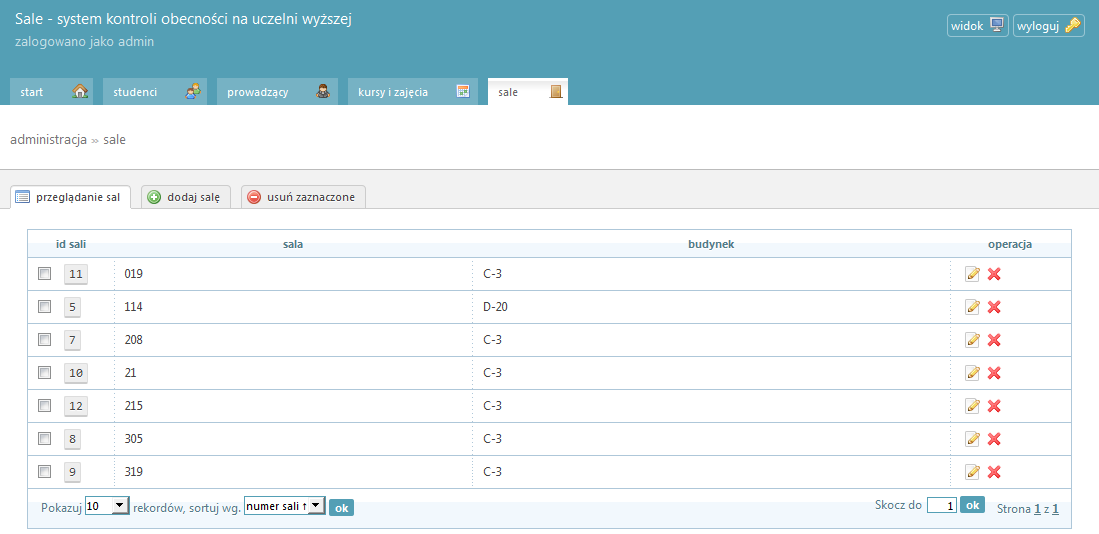 Sale - system kontroli obecności na uczelni wyższej
zalogowano jako admin
widok wyloguj
start studenci prowadzący kursy i zajęcia sale
administracja » sale
przeglądanie sal dodaj salę usuń zaznaczone
id sali sala budynek operacja
11 019 C-3
5 114 D-20
7 208 C-3
10 21 C-3
12 215 C-3
8 305 C-3
9 319 C-3
Pokazuj 10 rekordów, sortuj wg. numer sali ↑ ok Skocz do 1 ok Strona 1 z 1